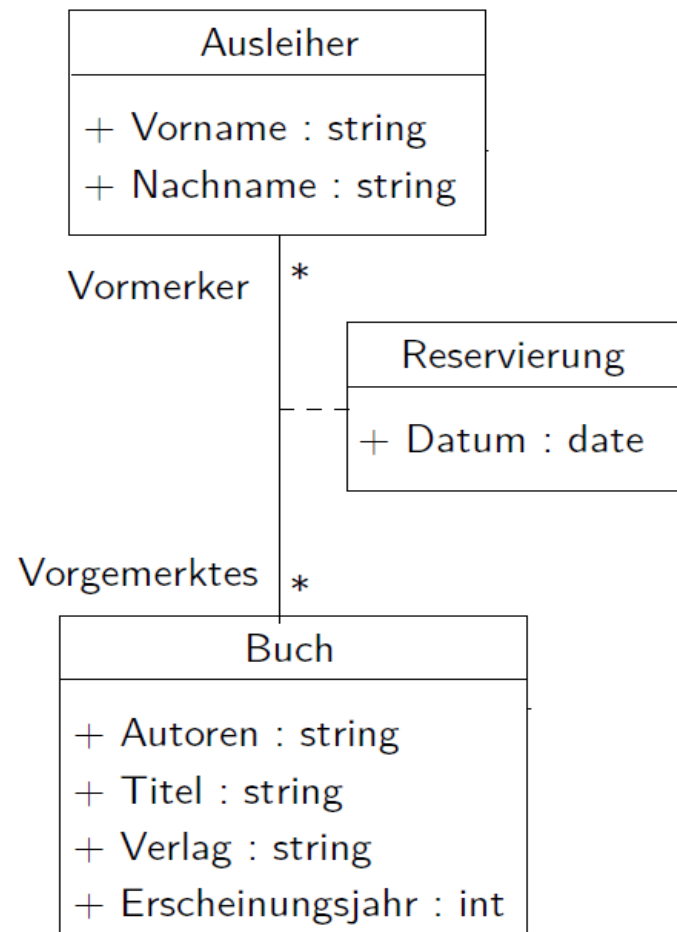 Ausleiher
+ Vorname : string
+ Nachname : string
Vormerker
*
Reservierung
+ Datum : date
Vorgemerktes
*
Buch
+ Autoren : string
+ Titel : string
+ Verlag : string
+ Erscheinungsjahr : int